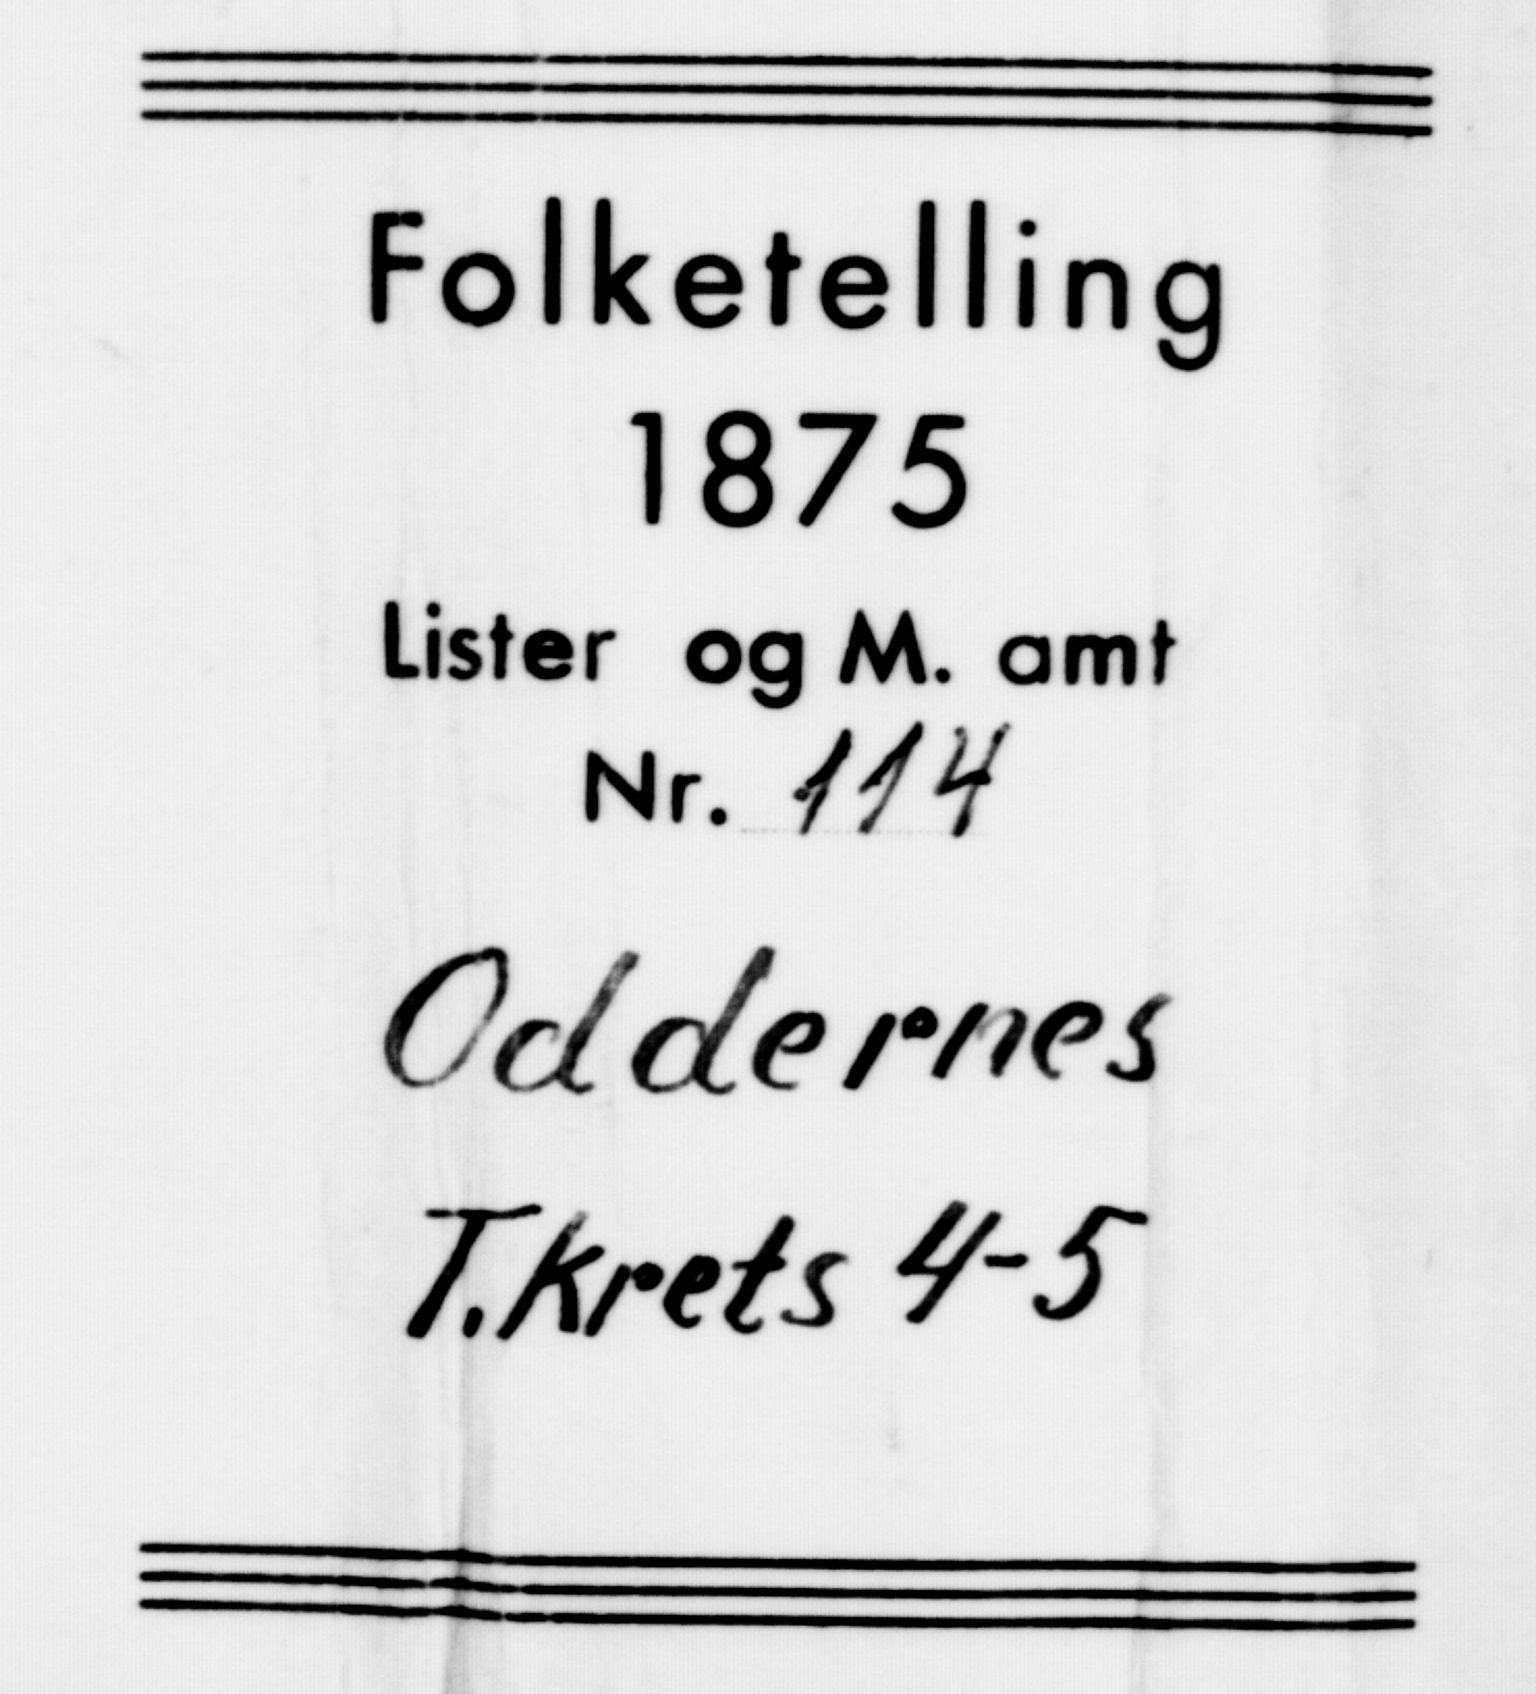 Folketelling
1875
Lister og M. amt
Nr. 114
Oddernes
T.krets 4-5